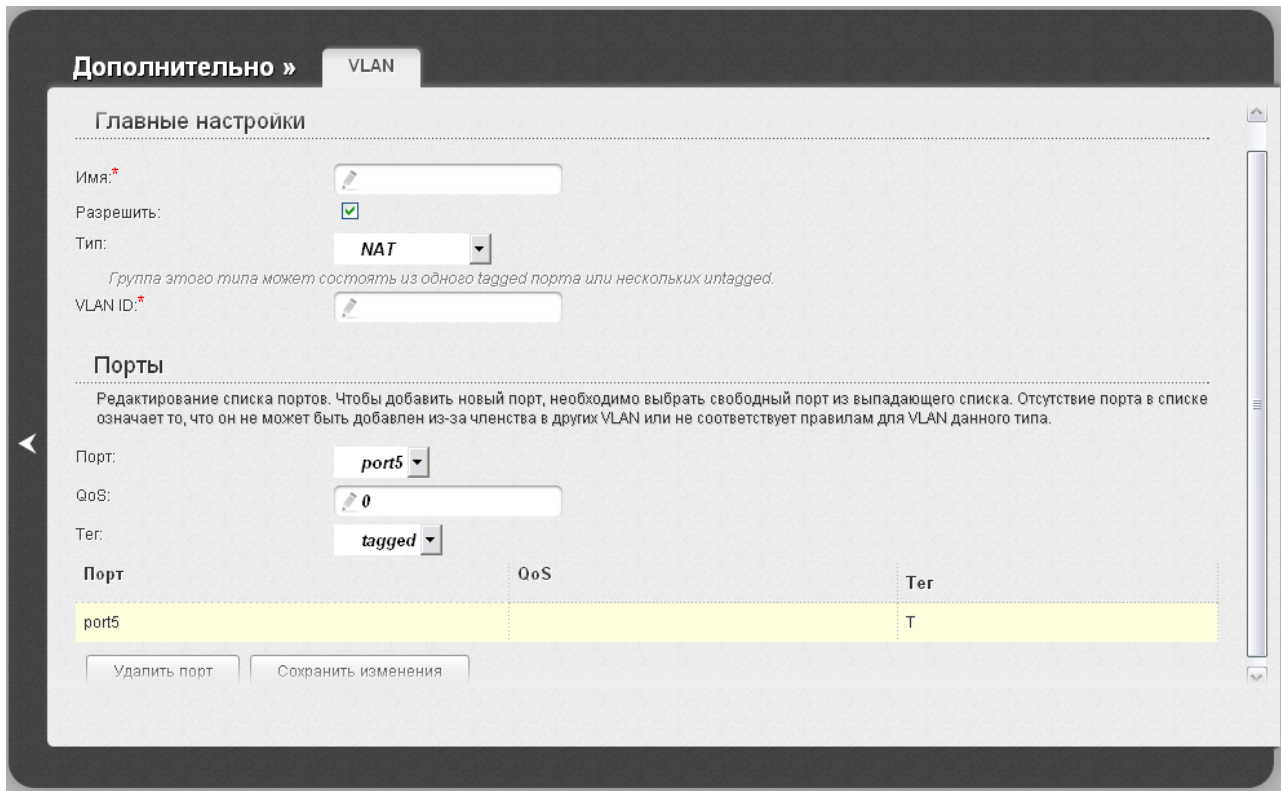 Дополнительно »
VLAN
Главные настройки
Имя:*
Разрешить:
Тип:
NAT
Группа этого типа может состоять из одного tagged порта или нескольких untagged.
VLAN ID:*
Порты
Редактирование списка портов. Чтобы добавить новый порт, необходимо выбрать свободный порт из выпадающего списка. Отсутствие порта в списке
означает то, что он не может быть добавлен из-за членства в других VLAN или не соответствует правилам для VLAN данного типа.
Порт:
port5
QoS:
0
Тег:
tagged
Порт QoS Тег
port5 T
Удалить порт Сохранить изменения